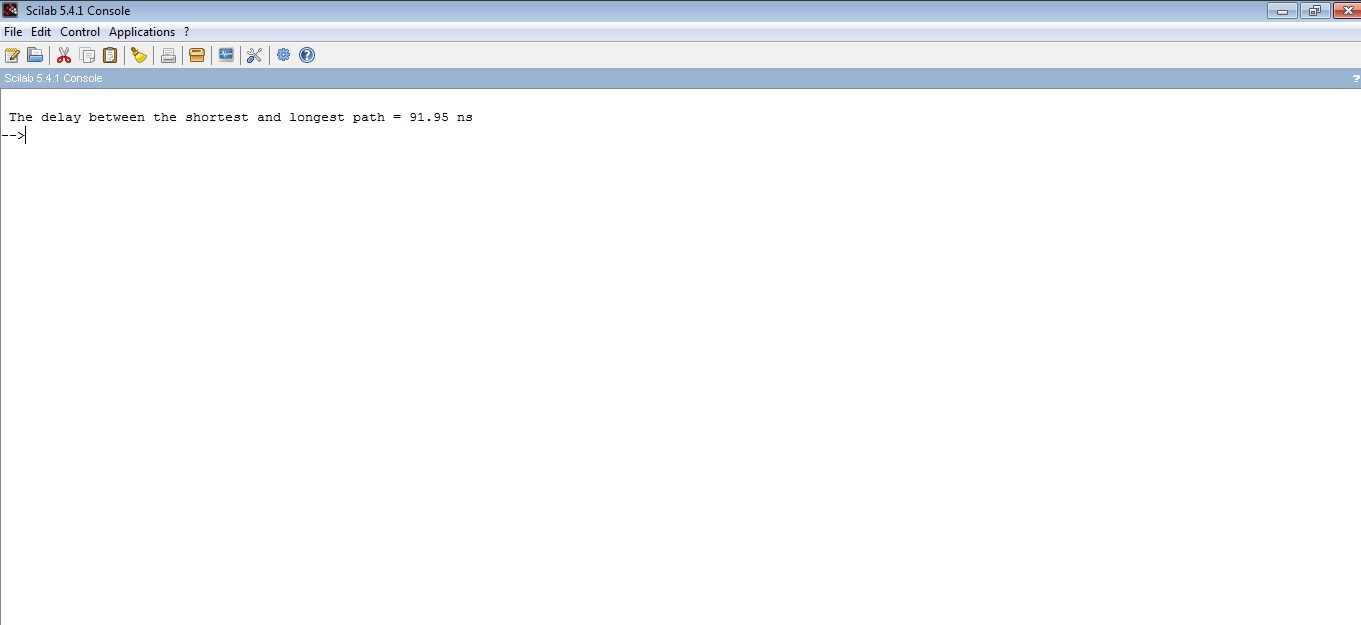 Scilab 5.4.1 Console
File Edit Control Applications ?
Scilab 5.4.1 Console ?
The delay between the shortest and longest path = 91.95 ns
-->